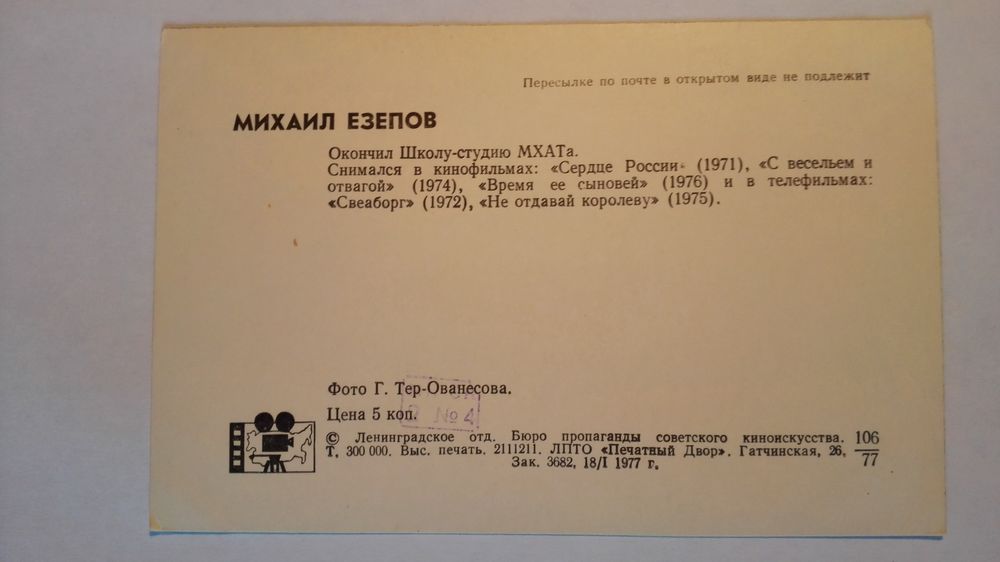 Пересылке по почте в открытом виде не подлежит
МИХАИЛ ЕЗЕПОВ
Окончил Школу-студию МХАТа.
Снимался в кинофильмах: «Сердце России» (1971), «С весельем и
отвагой» (1974), «Время ее сыновей» (1976) и в телефильмах:
«Свеаборг» (1972), «Не отдавай королеву» (1975).
Фото Г. Тер-Ованесова.
Цена 5 коп.
№ 4
© Ленинградское отд. Бюро пропаганды советского киноискусства.
Т. 300 000. Выс. печать. 2111211. ЛПТО «Печатный Двор». Гатчинская, 26.
Зак. 3682, 18/I 1977 г.
106
77